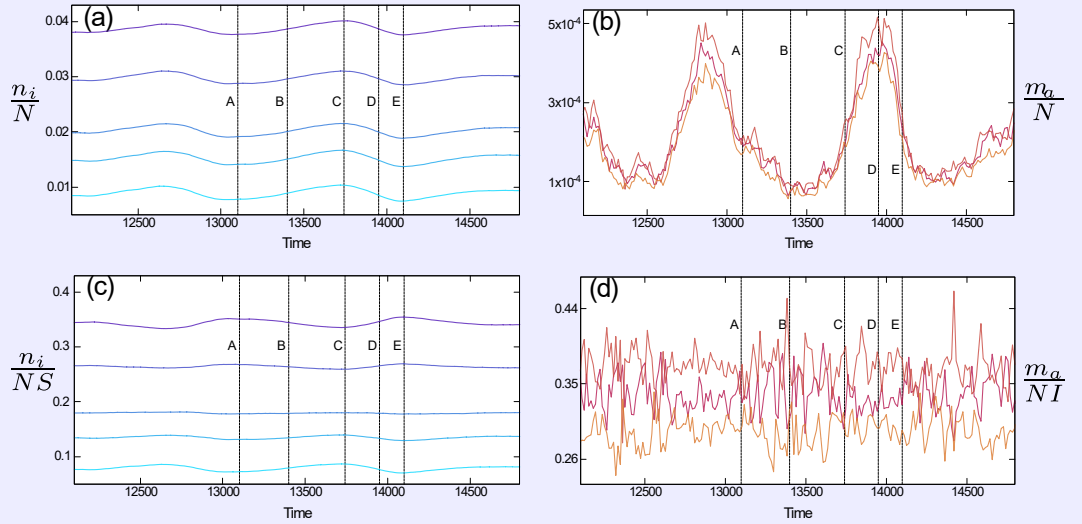 (a)
n_i
N
0.04
0.03
0.02
0.01
A B C D E
12500 13000 13500 14000 14500
Time
(b)
5x10⁻⁴
3x10⁻⁴
1x10⁻⁴
A B C
D E
12500 13000 13500 14000 14500
Time
m_a
N
(c)
n_i
NS
0.4
0.3
0.2
0.1
A B C D E
12500 13000 13500 14000 14500
Time
(d)
0.44
0.35
0.26
A B C D E
12500 13000 13500 14000 14500
Time
m_a
NI